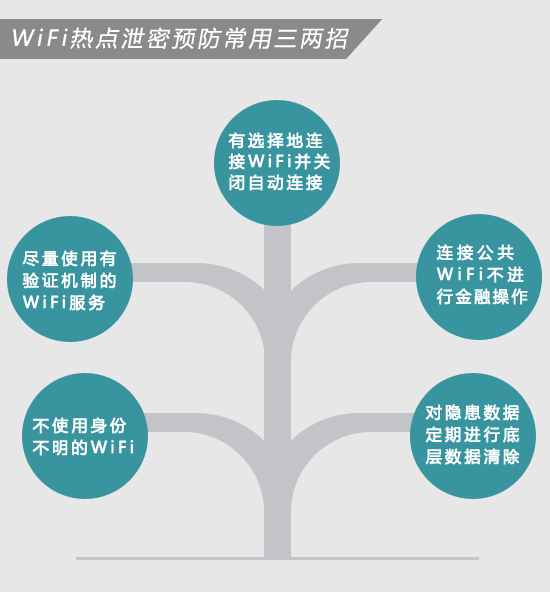 WiFi热点泄密预防常用三两招
有选择地连
接WiFi并关
闭自动连接
尽量使用有
验证机制的
WiFi服务
连接公共
WiFi不进
行金融操作
不使用身份
不明的WiFi
对隐患数据
定期进行底
层数据清除